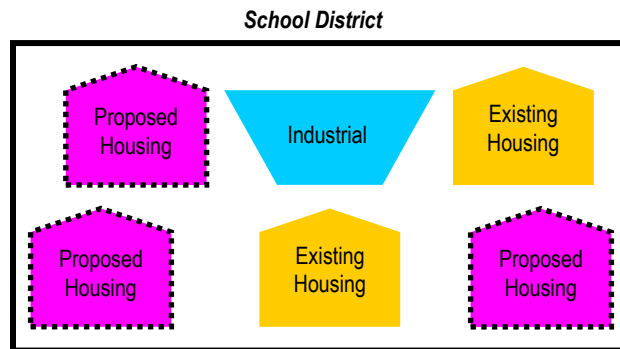 School District
Proposed
Housing
Industrial
Existing
Housing
Proposed
Housing
Existing
Housing
Proposed
Housing